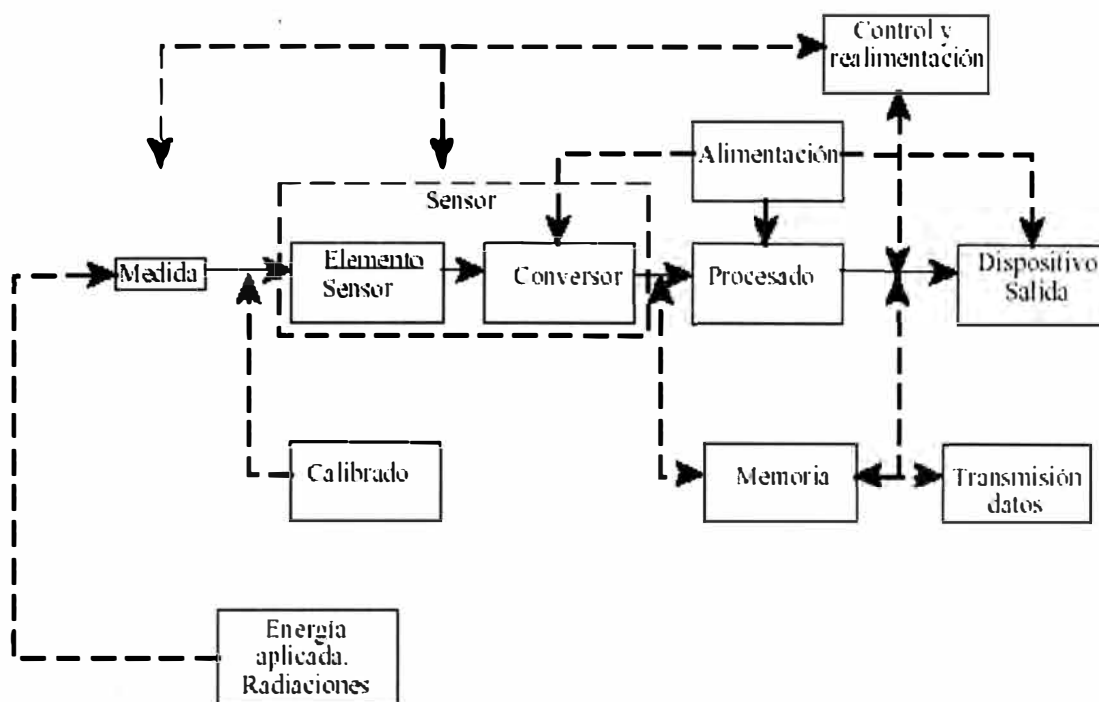 Control y
realimentación
Alimentación
Sensor
Medida
Elemento
Sensor
Conversor
Procesado
Dispositivo
Salida
Calibrado
Memoria
Transmisión
datos
Energía
aplicada.
Radiaciones